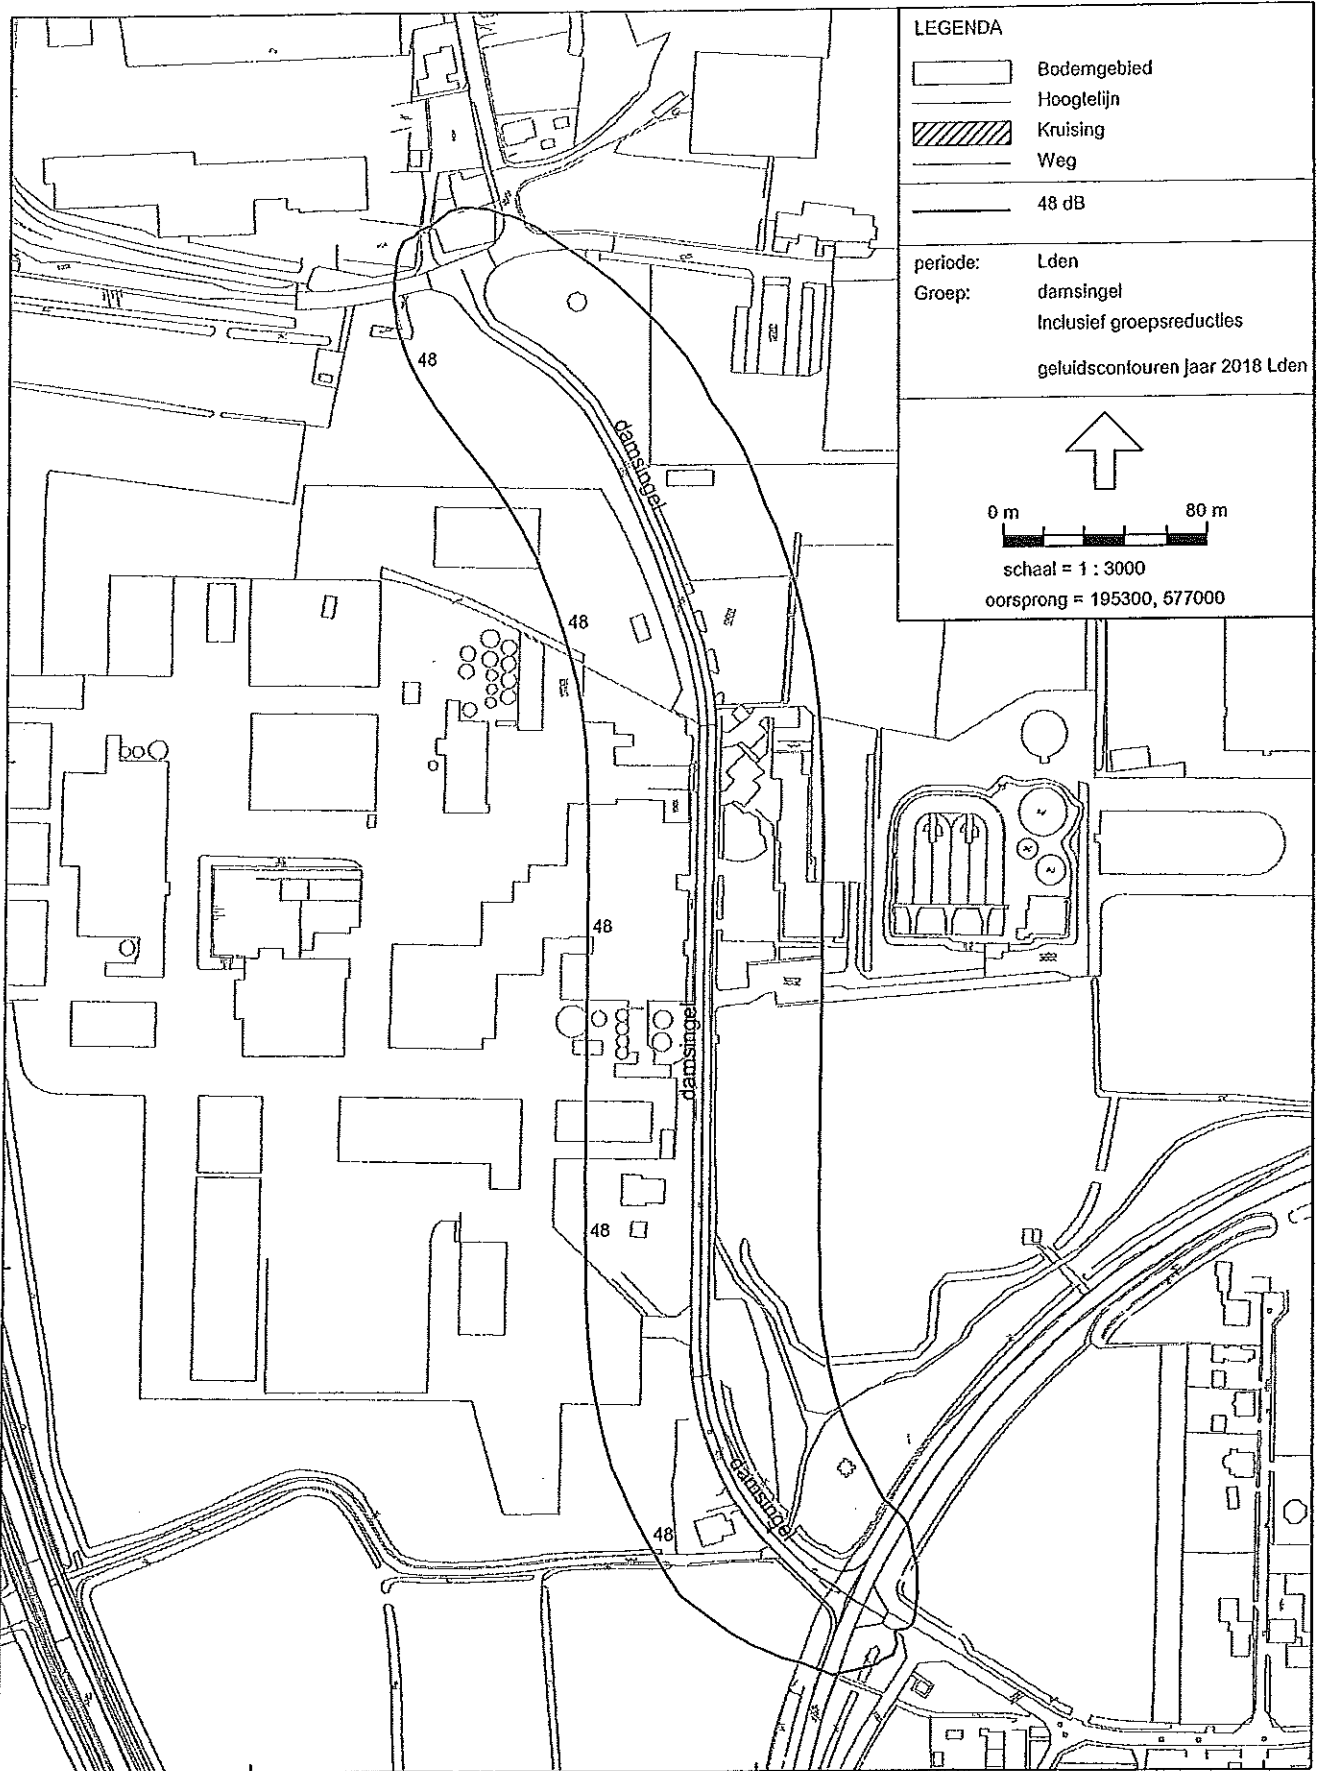 LEGENDA
Bodemgebied
Hoogtelijn
Kruising
Weg
48 dB
periode: Lden
Groep: damsingel
Inclusief groepsreducties
geluidscontouren jaar 2018 Lden
0 m 80 m
schaal = 1 : 3000
oorsprong = 195300, 577000
48
damsingel
48
48
damsingel
48
damsingel
48